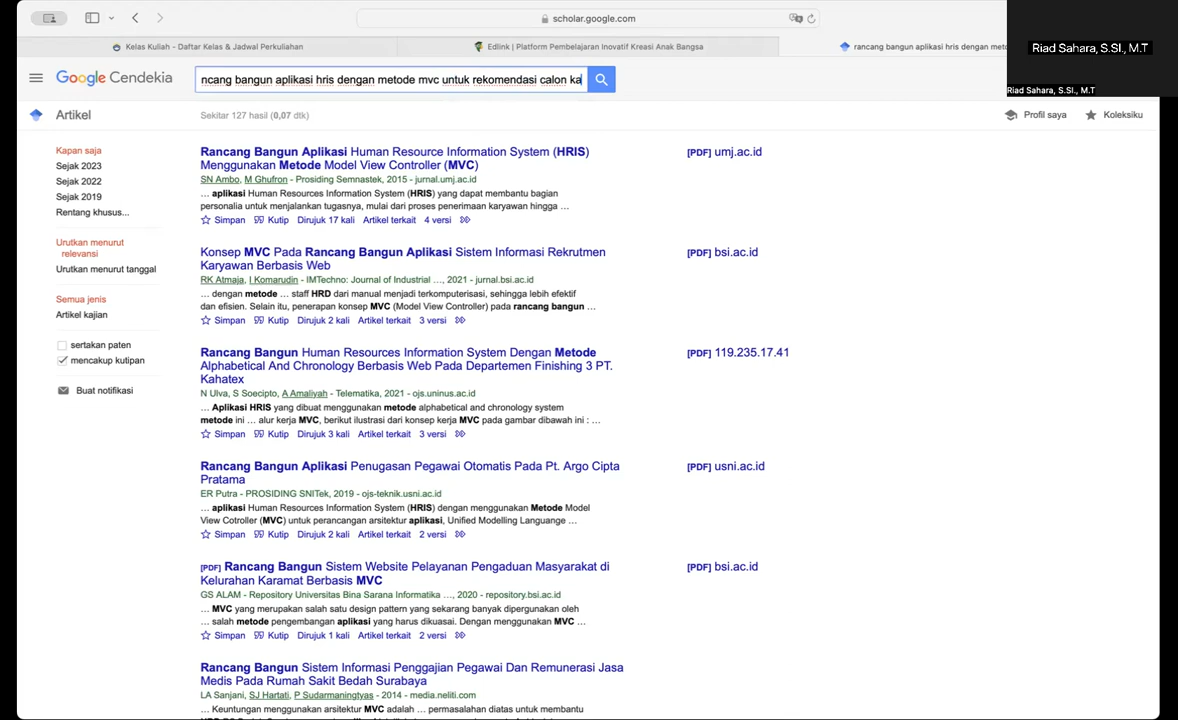 scholar.google.com
Kelas Kuliah - Daftar Kelas & Jadwal Perkuliahan
Edlink | Platform Pembelajaran Inovatif Kreasi Anak Bangsa
rancang bangun aplikasi hris dengan meto
Riad Sahara, S.SI., M.T
Riad Sahara, S.SI., M.T
Google Cendekia
ncang bangun aplikasi hris dengan metode mvc untuk rekomendasi calon ka
Artikel
Sekitar 127 hasil (0,07 dtk)
Profil saya
Koleksiku
Kapan saja
Sejak 2023
Sejak 2022
Sejak 2019
Rentang khusus...
Urutkan menurut
relevansi
Urutkan menurut tanggal
Semua jenis
Artikel kajian
sertakan paten
mencakup kutipan
Buat notifikasi
Rancang Bangun Aplikasi Human Resource Information System (HRIS)
Menggunakan Metode Model View Controller (MVC)
[PDF] umj.ac.id
SN Ambo, M Ghufron - Prosiding Semnastek, 2015 - jurnal.umj.ac.id
… aplikasi Human Resources Information System (HRIS) yang dapat membantu bagian
personalia untuk menjalankan tugasnya, mulai dari proses penerimaan karyawan hingga …
Simpan Kutip Dirujuk 17 kali Artikel terkait 4 versi
Konsep MVC Pada Rancang Bangun Aplikasi Sistem Informasi Rekrutmen
Karyawan Berbasis Web
[PDF] bsi.ac.id
RK Atmaja, I Komarudin - IMTechno: Journal of Industrial …, 2021 - jurnal.bsi.ac.id
… dengan metode … staff HRD dari manual menjadi terkomputerisasi, sehingga lebih efektif
dan efisien. Selain itu, penerapan konsep MVC (Model View Controller) pada rancang bangun …
Simpan Kutip Dirujuk 2 kali Artikel terkait 3 versi
Rancang Bangun Human Resources Information System Dengan Metode
Alphabetical And Chronology Berbasis Web Pada Departemen Finishing 3 PT.
Kahatex
[PDF] 119.235.17.41
N Ulva, S Soecipto, A Amaliyah - Telematika, 2021 - ojs.uninus.ac.id
… Aplikasi HRIS yang dibuat menggunakan metode alphabetical and chronology system
metode ini … alur kerja MVC, berikut ilustrasi dari konsep kerja MVC pada gambar dibawah ini : …
Simpan Kutip Dirujuk 3 kali Artikel terkait 3 versi
Rancang Bangun Aplikasi Penugasan Pegawai Otomatis Pada Pt. Argo Cipta
Pratama
[PDF] usni.ac.id
ER Putra - PROSIDING SNITek, 2019 - ojs-teknik.usni.ac.id
… aplikasi Human Resources Information System (HRIS) dengan menggunakan Metode Model
View Cotroller (MVC) untuk perancangan arsitektur aplikasi, Unified Modelling Languange …
Simpan Kutip Dirujuk 2 kali Artikel terkait 2 versi
[PDF] Rancang Bangun Sistem Website Pelayanan Pengaduan Masyarakat di
Kelurahan Karamat Berbasis MVC
[PDF] bsi.ac.id
GS ALAM - Repository Universitas Bina Sarana Informatika …, 2020 - repository.bsi.ac.id
… MVC yang merupakan salah satu design pattern yang sekarang banyak dipergunakan oleh
… salah metode pengembangan aplikasi yang harus dikuasai. Dengan menggunakan MVC …
Simpan Kutip Dirujuk 1 kali Artikel terkait 2 versi
Rancang Bangun Sistem Informasi Penggajian Pegawai Dan Remunerasi Jasa
Medis Pada Rumah Sakit Bedah Surabaya
LA Sanjani, SJ Hartati, P Sudarmaningtyas - 2014 - media.neliti.com
… Keuntungan menggunakan arsitektur MVC adalah … permasalahan diatas untuk membantu